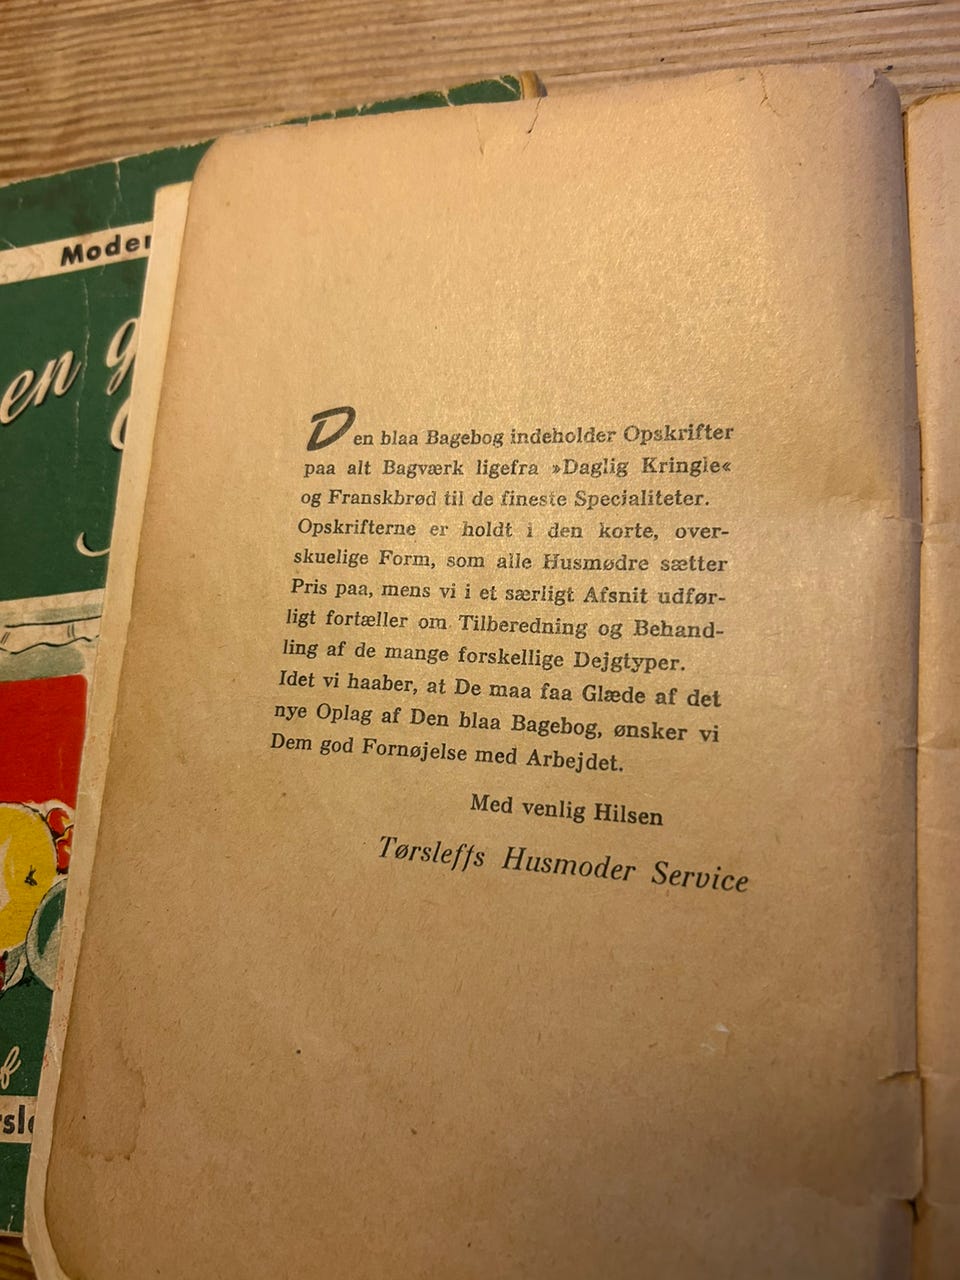 Moder
en g
f
rsle
Den blaa Bagebog indeholder Opskrifter
paa alt Bagværk ligefra »Daglig Kringle«
og Franskbrød til de fineste Specialiteter.
Opskrifterne er holdt i den korte, over-
skuelige Form, som alle Husmødre sætter
Pris paa, mens vi i et særligt Afsnit udfør-
ligt fortæller om Tilberedning og Behand-
ling af de mange forskellige Dejgtyper.
Idet vi haaber, at De maa faa Glæde af det
nye Oplag af Den blaa Bagebog, ønsker vi
Dem god Fornøjelse med Arbejdet.
Med venlig Hilsen
Tørsleffs Husmoder Service